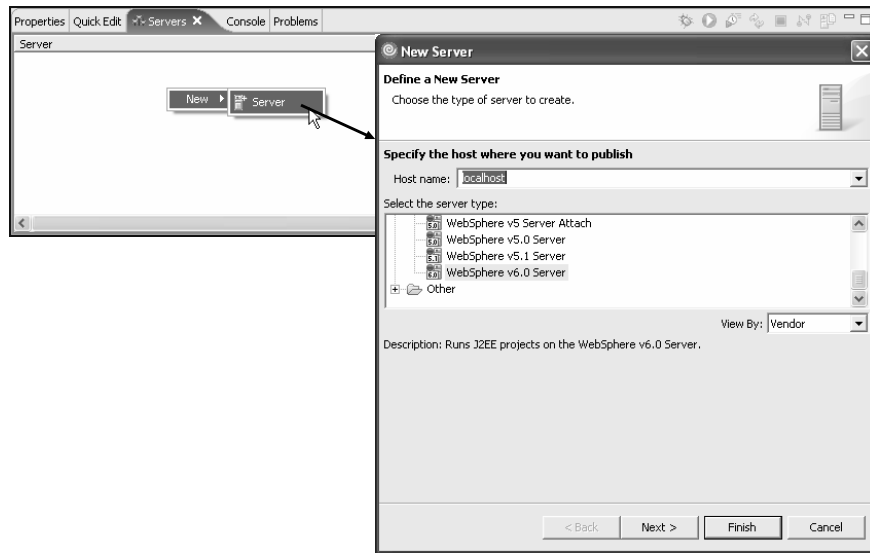 Properties Quick Edit Servers Console Problems
Server
New Server
Define a New Server
Choose the type of server to create.
New Server
Specify the host where you want to publish
Host name: localhost
Select the server type:
WebSphere v5 Server Attach
WebSphere v5.0 Server
WebSphere v5.1 Server
WebSphere v6.0 Server
Other
View By: Vendor
Description: Runs J2EE projects on the WebSphere v6.0 Server.
< Back Next > Finish Cancel